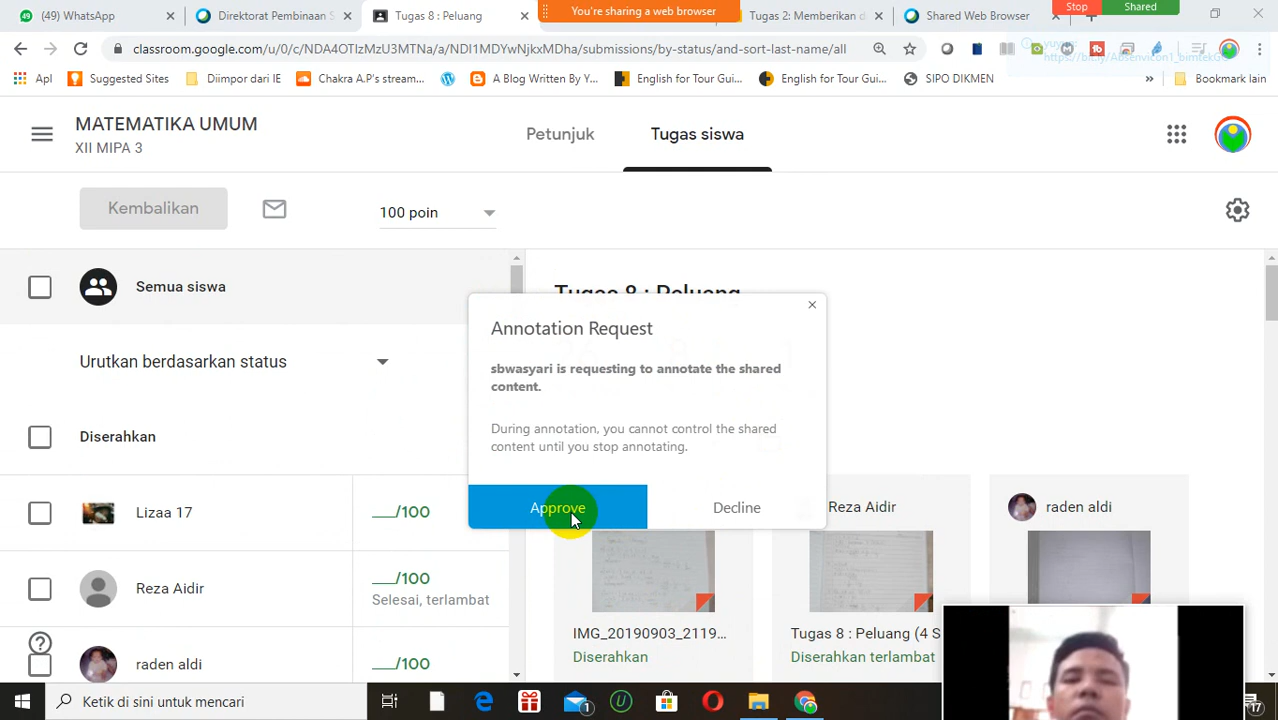 (49) WhatsApp
Direktorat Pembinaan S
Tugas 8 : Peluang
You're sharing a web browser
Tugas 2: Memberikan d
Shared Web Browser
Stop
Shared
classroom.google.com/u/0/c/NDA4OTIzMzU3MTNa/a/NDI1MDYwNjkxMDha/submissions/by-status/and-sort-last-name/all
Apl
Suggested Sites
Diimpor dari IE
Chakra A.P's stream...
A Blog Written By Y...
English for Tour Gui...
English for Tour Gui...
SIPO DIKMEN
»
Bookmark lain
MATEMATIKA UMUM
XII MIPA 3
Petunjuk
Tugas siswa
Kembalikan
100 poin
Semua siswa
Tugas 8 : Peluang
Urutkan berdasarkan status
Diserahkan
Annotation Request
sbwasyari is requesting to annotate the shared
content.
During annotation, you cannot control the shared
content until you stop annotating.
Approve
Decline
Lizaa 17
___/100
Reza Aidir
___/100
Selesai, terlambat
raden aldi
___/100
Reza Aidir
raden aldi
IMG_20190903_2119...
Diserahkan
Tugas 8 : Peluang (4 S
Diserahkan terlambat
Ketik di sini untuk mencari
1
17